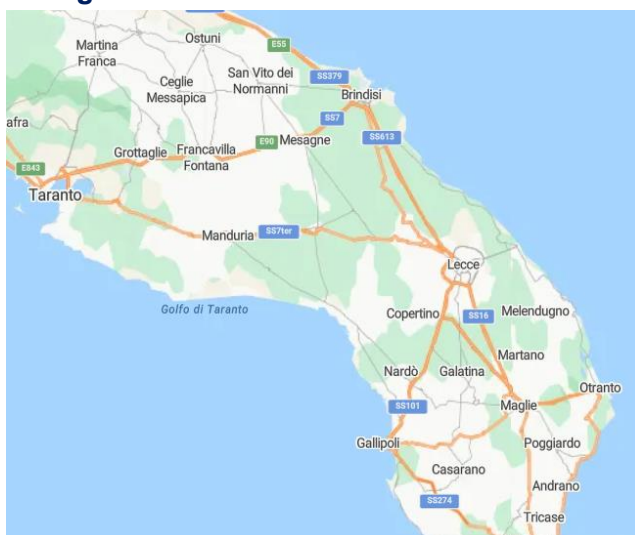 E55
Ostuni
Martina
Franca
SS379
San Vito dei
Normanni
Ceglie
Messapica
Brindisi
SS7
afra
SS613
E90
Mesagne
Grottaglie
Francavilla
Fontana
E843
Taranto
Manduria
SS7ter
Lecce
Golfo di Taranto
Copertino
SS16
Melendugno
Martano
Nardò
Galatina
Otranto
SS101
Maglie
Gallipoli
Poggiardo
Casarano
Andrano
SS274
Tricase